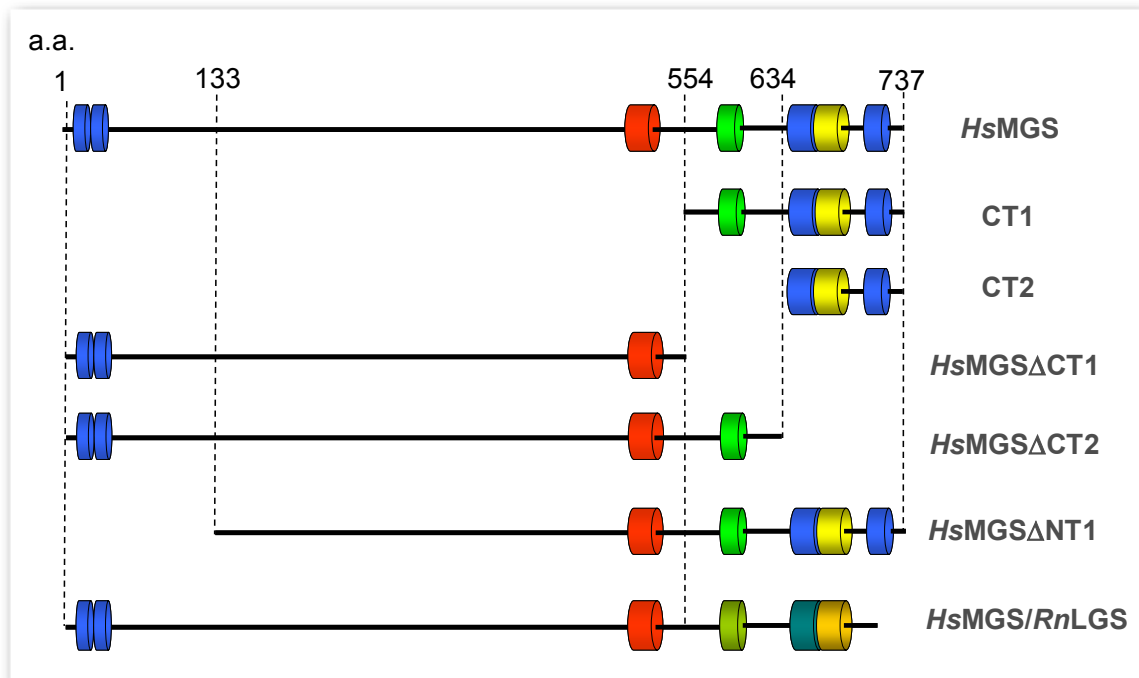 a.a.
1 133 554 634 737
HsMGS
CT1
CT2
HsMGSΔCT1
HsMGSΔCT2
HsMGSΔNT1
HsMGS/RnLGS